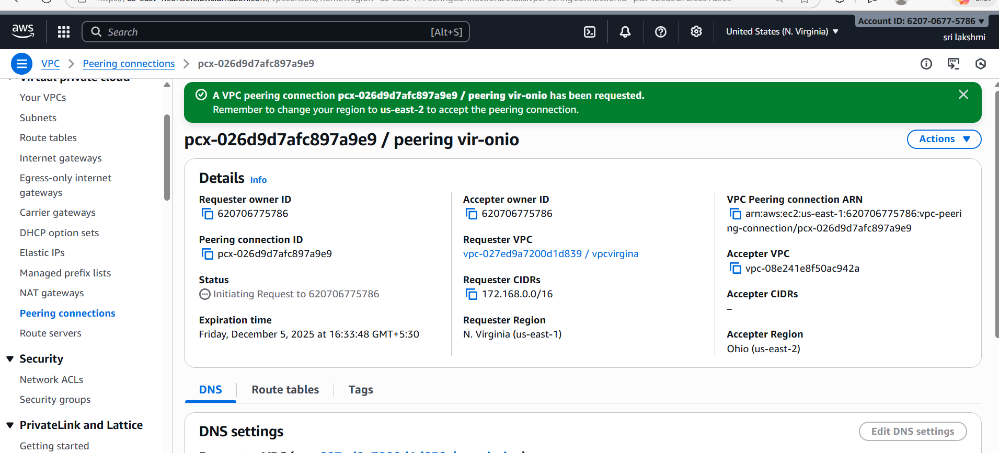 aws
Search
[Alt+S]
United States (N. Virginia)
Account ID: 6207-0677-5786
sri lakshmi
VPC
Peering connections
pcx-026d9d7afc897a9e9
Virtual private cloud
Your VPCs
Subnets
Route tables
Internet gateways
Egress-only internet
gateways
Carrier gateways
DHCP option sets
Elastic IPs
Managed prefix lists
NAT gateways
Peering connections
Route servers
Security
Network ACLs
Security groups
PrivateLink and Lattice
Getting started
A VPC peering connection pcx-026d9d7afc897a9e9 / peering vir-onio has been requested.
Remember to change your region to us-east-2 to accept the peering connection.
pcx-026d9d7afc897a9e9 / peering vir-onio
Actions
Details Info
Requester owner ID
620706775786
Peering connection ID
pcx-026d9d7afc897a9e9
Status
Initiating Request to 620706775786
Expiration time
Friday, December 5, 2025 at 16:33:48 GMT+5:30
Accepter owner ID
620706775786
Requester VPC
vpc-027ed9a7200d1d839 / vpcvirgina
Requester CIDRs
172.168.0.0/16
Requester Region
N. Virginia (us-east-1)
VPC Peering connection ARN
arn:aws:ec2:us-east-1:620706775786:vpc-peeri
ng-connection/pcx-026d9d7afc897a9e9
Accepter VPC
vpc-08e241e8f50ac942a
Accepter CIDRs
–
Accepter Region
Ohio (us-east-2)
DNS
Route tables
Tags
DNS settings
Edit DNS settings